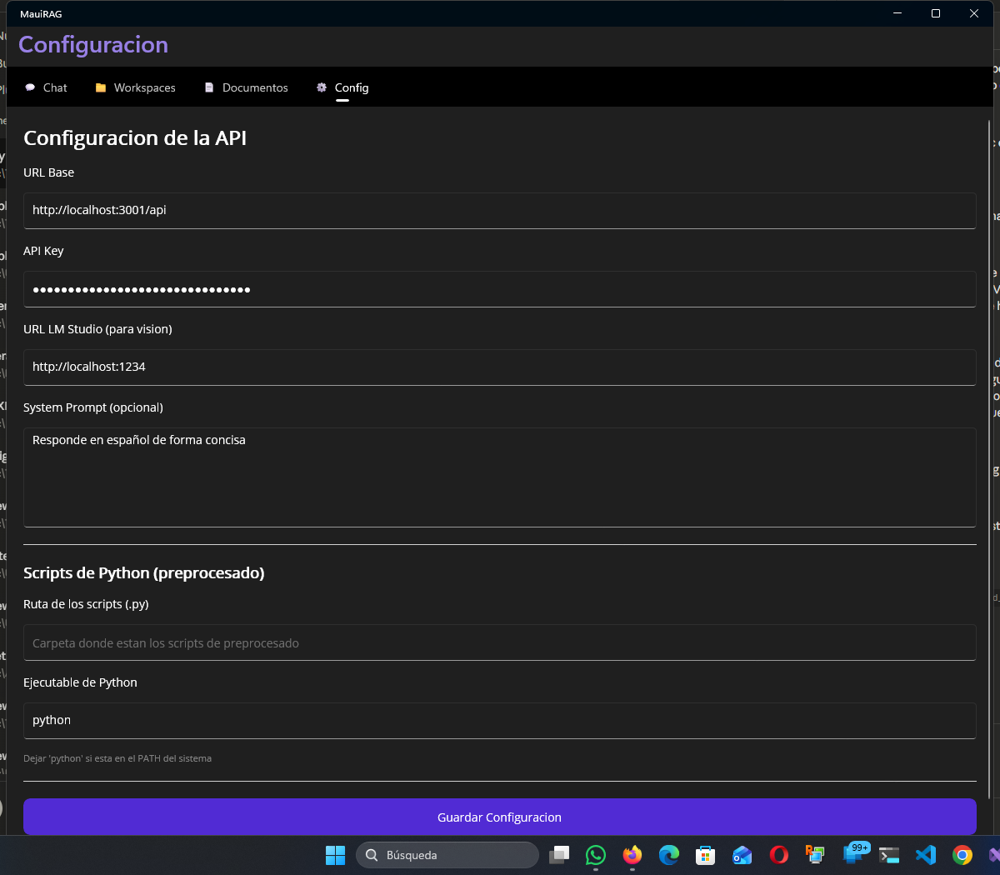 MauiRAG
Configuracion
Chat Workspaces Documentos Config
Configuracion de la API
URL Base
http://localhost:3001/api
API Key
URL LM Studio (para vision)
http://localhost:1234
System Prompt (opcional)
Responde en español de forma concisa
Scripts de Python (preprocesado)
Ruta de los scripts (.py)
Carpeta donde estan los scripts de preprocesado
Ejecutable de Python
python
Dejar 'python' si esta en el PATH del sistema
Guardar Configuracion
Búsqueda
99+